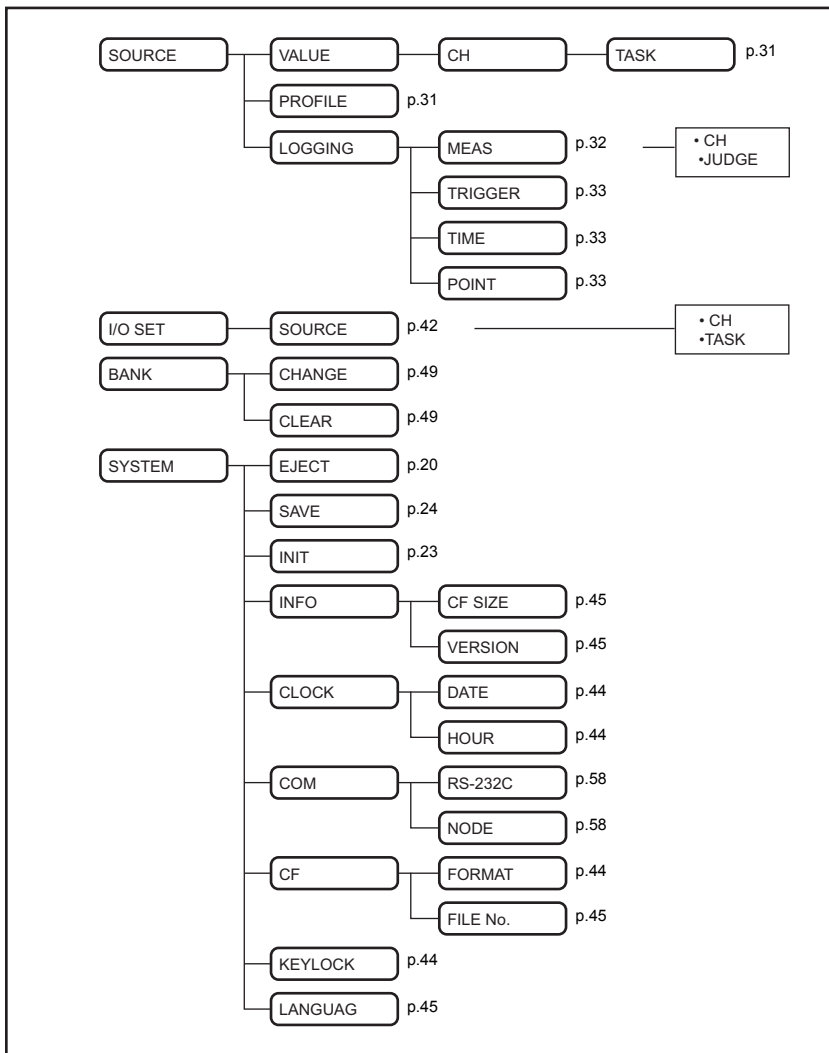 SOURCE VALUE CH TASK p.31
PROFILE p.31
LOGGING MEAS p.32 • CH
•JUDGE
TRIGGER p.33
TIME p.33
POINT p.33
I/O SET SOURCE p.42 • CH
•TASK
BANK CHANGE p.49
CLEAR p.49
SYSTEM EJECT p.20
SAVE p.24
INIT p.23
INFO CF SIZE p.45
VERSION p.45
CLOCK DATE p.44
HOUR p.44
COM RS-232C p.58
NODE p.58
CF FORMAT p.44
FILE No. p.45
KEYLOCK p.44
LANGUAG p.45